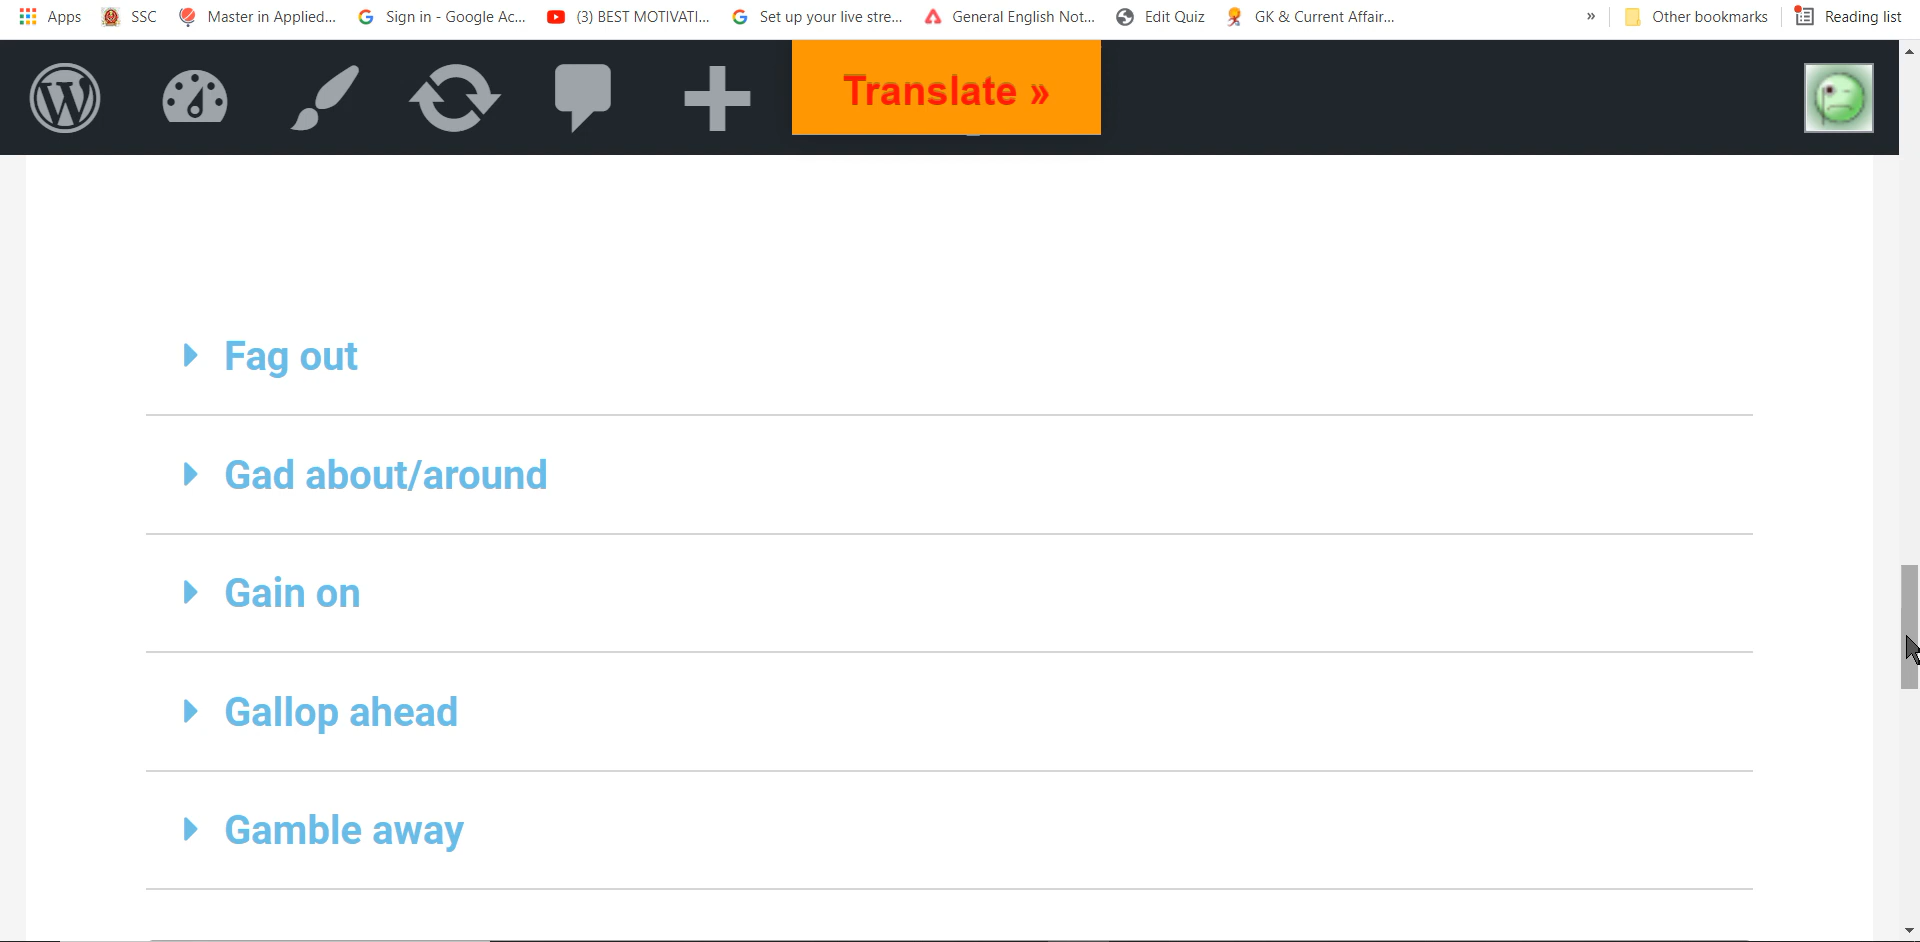 Apps SSC Master in Applied... Sign in - Google Ac... (3) BEST MOTIVATI... Set up your live stre... General English Not... Edit Quiz GK & Current Affair... » Other bookmarks Reading list
Translate »
Fag out
Gad about/around
Gain on
Gallop ahead
Gamble away